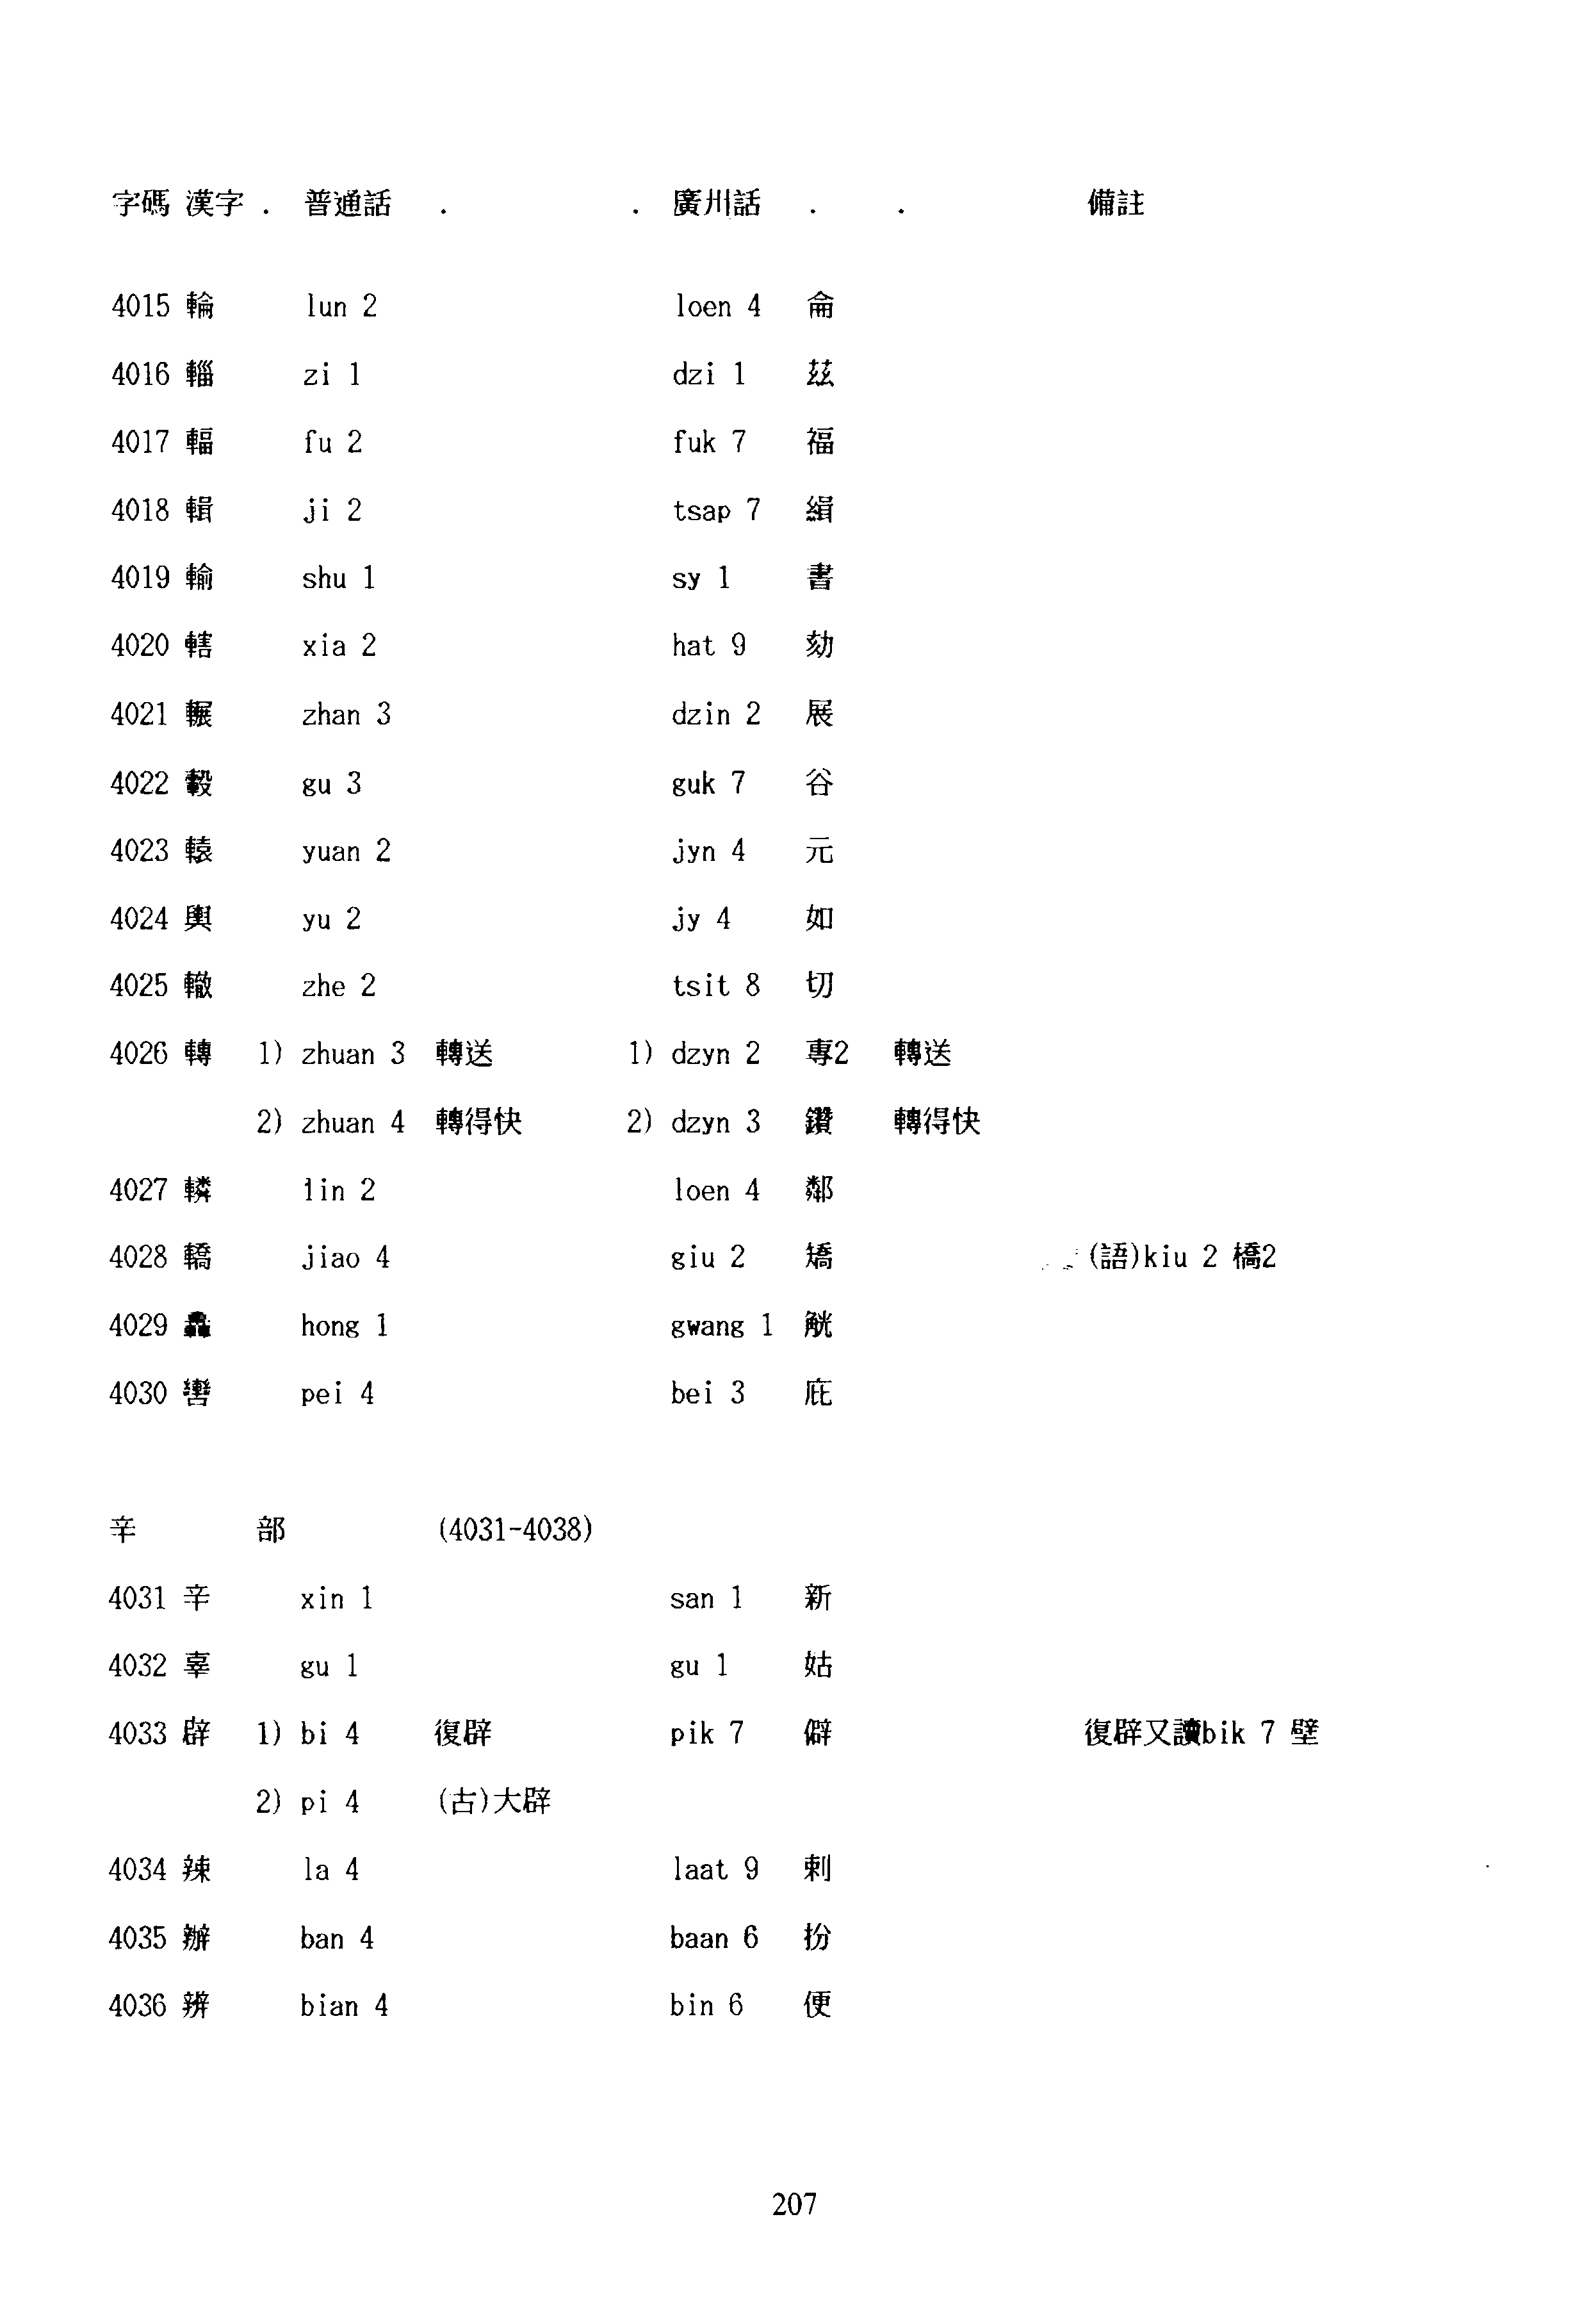 字碼 漢字 . 普通話 . . 廣州話 . . 備註
4015 輪 lun 2 loen 4 侖
4016 輜 zi 1 dzi 1 茲
4017 輻 fu 2 fuk 7 福
4018 輯 ji 2 tsap 7 緝
4019 輸 shu 1 sy 1 書
4020 轄 xia 2 hat 9 劾
4021 輾 zhan 3 dzin 2 展
4022 轂 gu 3 guk 7 谷
4023 轅 yuan 2 jyn 4 元
4024 輿 yu 2 jy 4 如
4025 轍 zhe 2 tsit 8 切
4026 轉 1) zhuan 3 轉送 1) dzyn 2 專2 轉送
2) zhuan 4 轉得快 2) dzyn 3 鑽 轉得快
4027 轔 lin 2 loen 4 鄰
4028 轎 jiao 4 giu 2 矯 (語)kiu 2 橋2
4029 轟 hong 1 gwang 1 觥
4030 轡 pei 4 bei 3 庇
辛 部 (4031-4038)
4031 辛 xin 1 san 1 新
4032 辜 gu 1 gu 1 姑
4033 辟 1) bi 4 復辟 pik 7 僻 復辟又讀bik 7 壁
2) pi 4 (古)大辟
4034 辣 la 4 laat 9 剌
4035 辦 ban 4 baan 6 扮
4036 辨 bian 4 bin 6 便
207